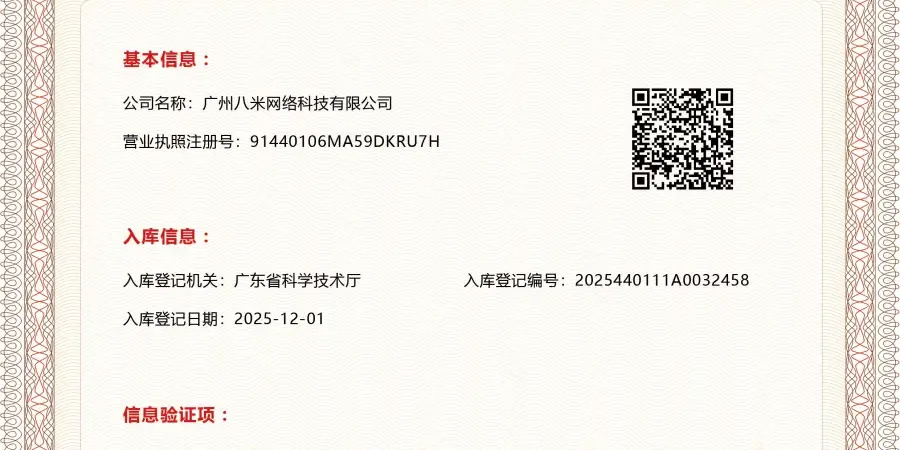 基本信息：
公司名称：广州八米网络科技有限公司
营业执照注册号：91440106MA59DKRU7H
入库信息：
入库登记机关：广东省科学技术厅
入库登记编号：2025440111A0032458
入库登记日期：2025-12-01
信息验证项：